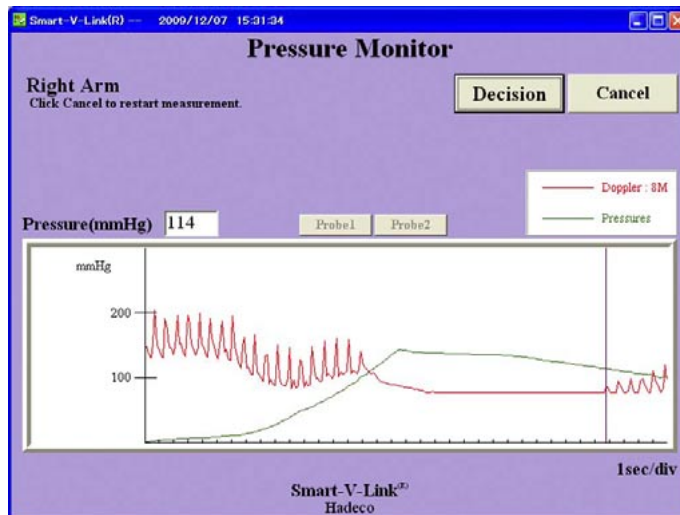 Smart-V-Link(R) -- 2009/12/07 15:31:34
Pressure Monitor
Right Arm
Click Cancel to restart measurement.
Decision
Cancel
Doppler : 8M
Pressures
Pressure(mmHg) 114
Probe1
Probe2
mmHg
200
100
1sec/div
Smart-V-Link(R)
Hadeco